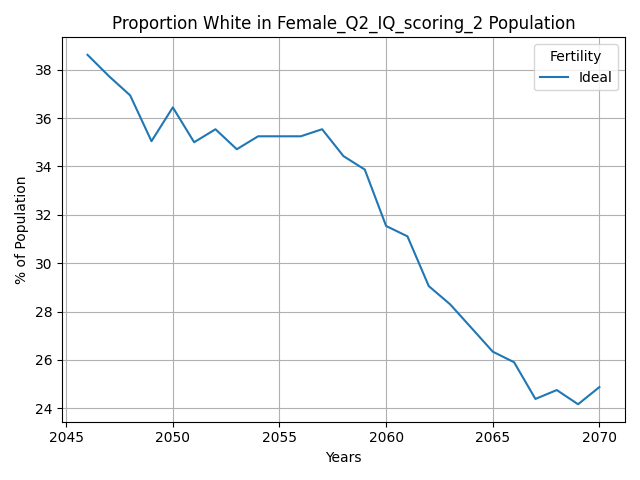 Proportion White in Female_Q2_IQ_scoring_2 Population
Fertility
Ideal
% of Population
38
36
34
32
30
28
26
24
2045 2050 2055 2060 2065 2070
Years